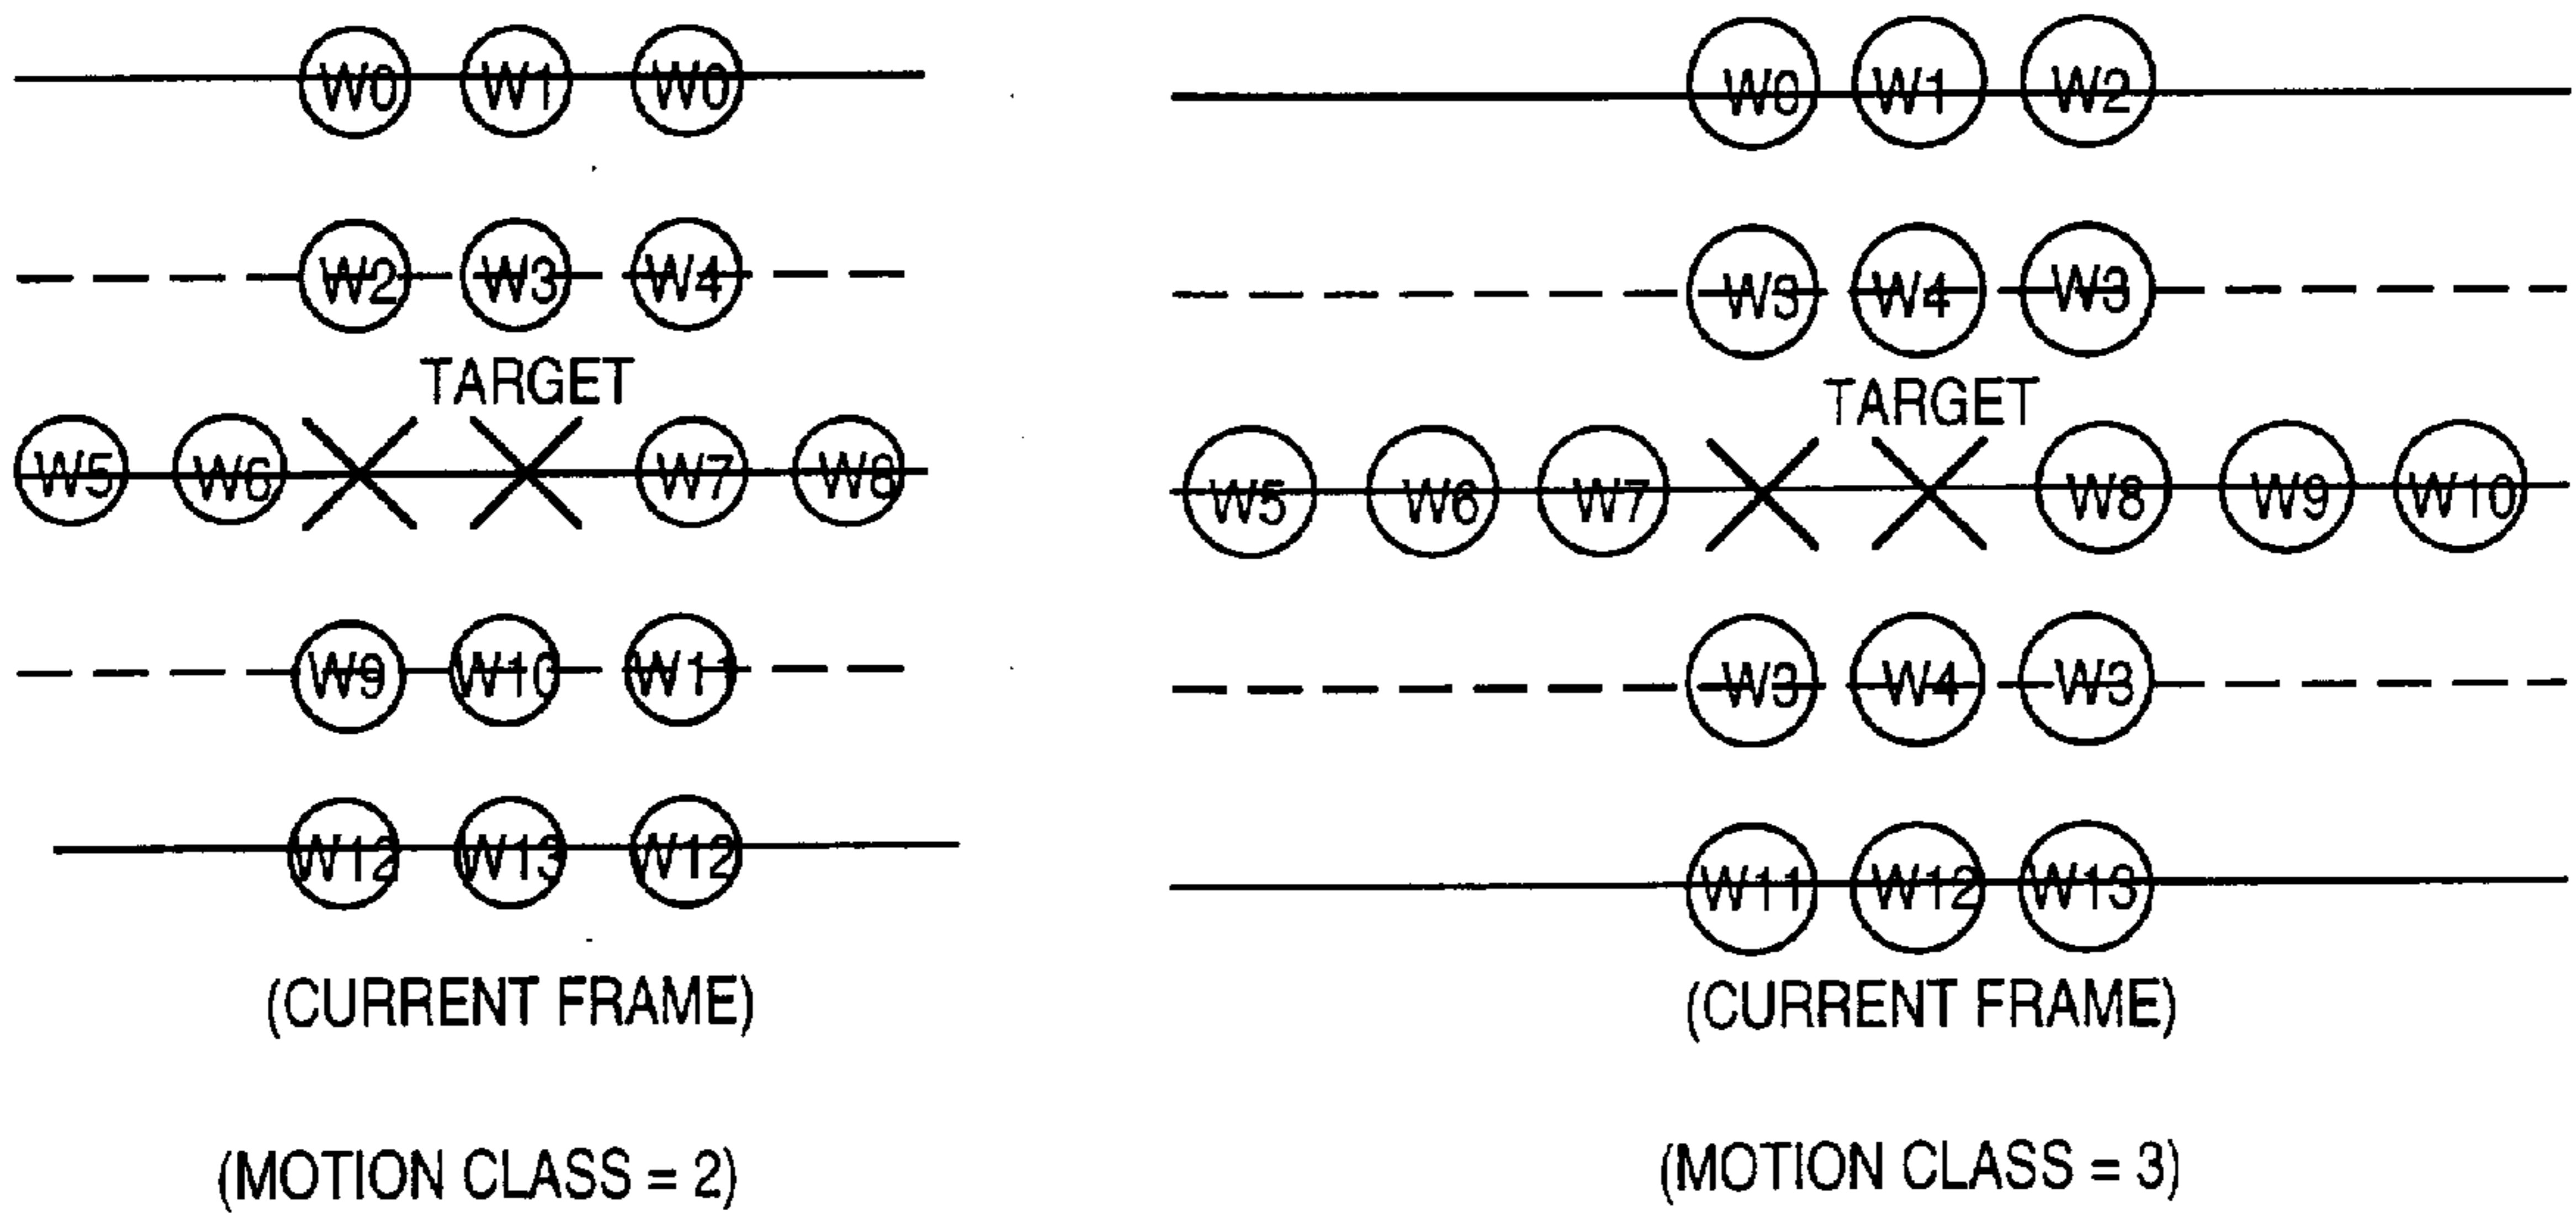 W0 W1 W0
W2 W3 W4
TARGET
W5 W6 W7 W8
W9 W10 W11
W12 W13 W12
(CURRENT FRAME)
(MOTION CLASS = 2)
W0 W1 W2
W3 W4 W3
TARGET
W5 W6 W7 W8 W9 W10
W3 W4 W3
W11 W12 W13
(CURRENT FRAME)
(MOTION CLASS = 3)